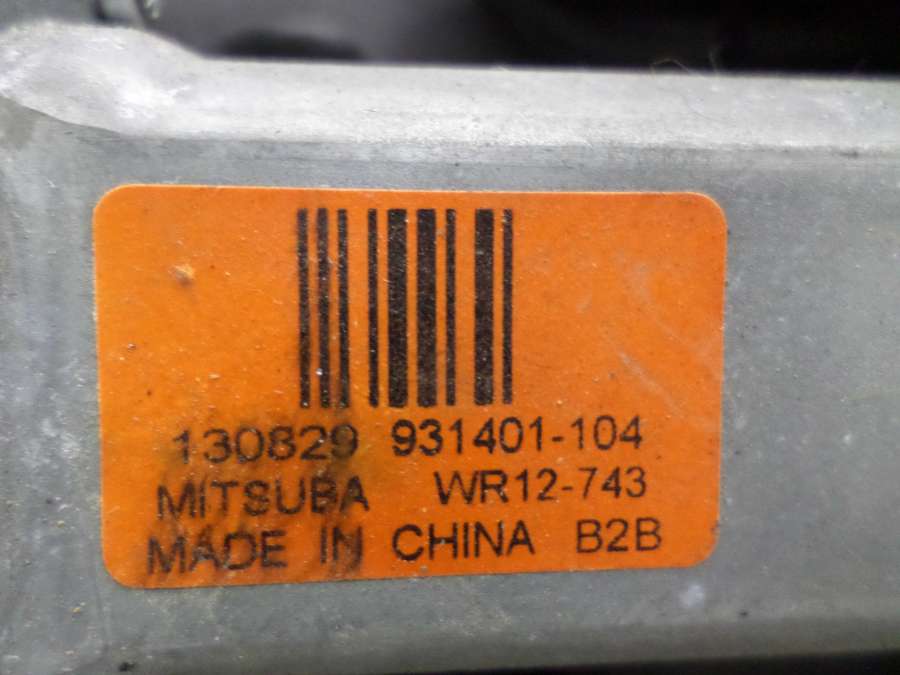 130829 931401-104
MITSUBA WR12-743
MADE IN CHINA B2B